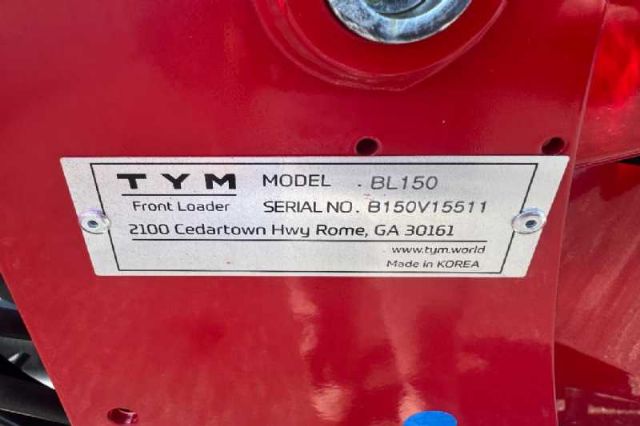 TYM MODEL . BL150
Front Loader SERIAL NO. B150V15511
2100 Cedartown Hwy Rome, GA 30161
www.tym.world
Made in KOREA